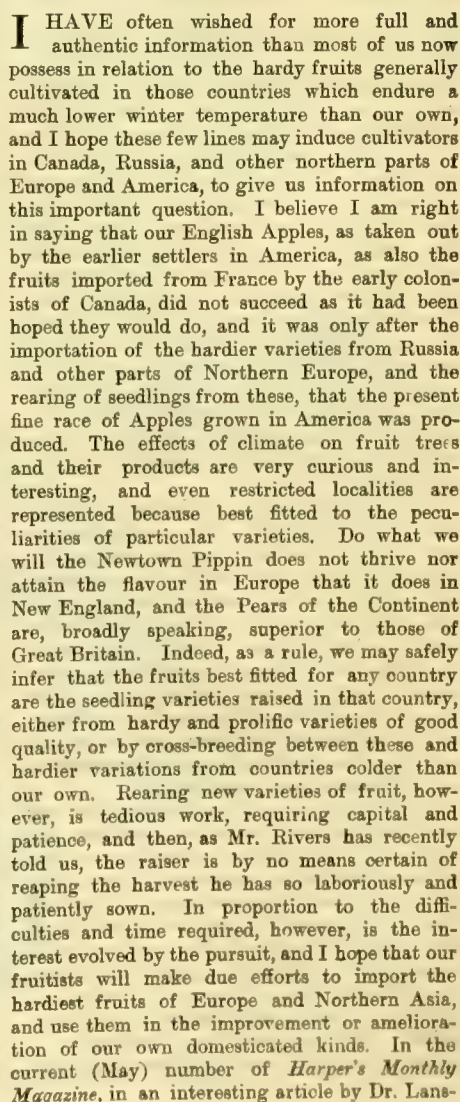 I HAVE often wished for more full and
authentic information than most of us now
possess in relation to the hardy fruits generally
cultivated in those countries which endure a
much lower winter temperature than our own,
and I hope these few lines may induce cultivators
in Canada, Russia, and other northern parts of
Europe and America, to give us information on
this important question. I believe I am right
in saying that our English Apples, as taken out
by the earlier settlers in America, as also the
fruits imported from France by the early colon-
ists of Canada, did not succeed as it had been
hoped they would do, and it was only after the
importation of the hardier varieties from Russia
and other parts of Northern Europe, and the
rearing of seedlings from these, that the present
fine race of Apples grown in America was pro-
duced. The effects of climate on fruit trees
and their products are very curious and in-
teresting, and even restricted localities are
represented because best fitted to the pecu-
liarities of particular varieties. Do what we
will the Newtown Pippin does not thrive nor
attain the flavour in Europe that it does in
New England, and the Pears of the Continent
are, broadly speaking, superior to those of
Great Britain. Indeed, as a rule, we may safely
infer that the fruits best fitted for any country
are the seedling varieties raised in that country,
either from hardy and prolific varieties of good
quality, or by cross-breeding between these and
hardier variations from countries colder than
our own. Rearing new varieties of fruit, how-
ever, is tedious work, requiring capital and
patience, and then, as Mr. Rivers has recently
told us, the raiser is by no means certain of
reaping the harvest he has so laboriously and
patiently sown. In proportion to the diffi-
culties and time required, however, is the in-
terest evolved by the pursuit, and I hope that our
fruitists will make due efforts to import the
hardiest fruits of Europe and Northern Asia,
and use them in the improvement or ameliora-
tion of our own domesticated kinds. In the
current (May) number of Harper's Monthly
Magazine, in an interesting article by Dr. Lans-